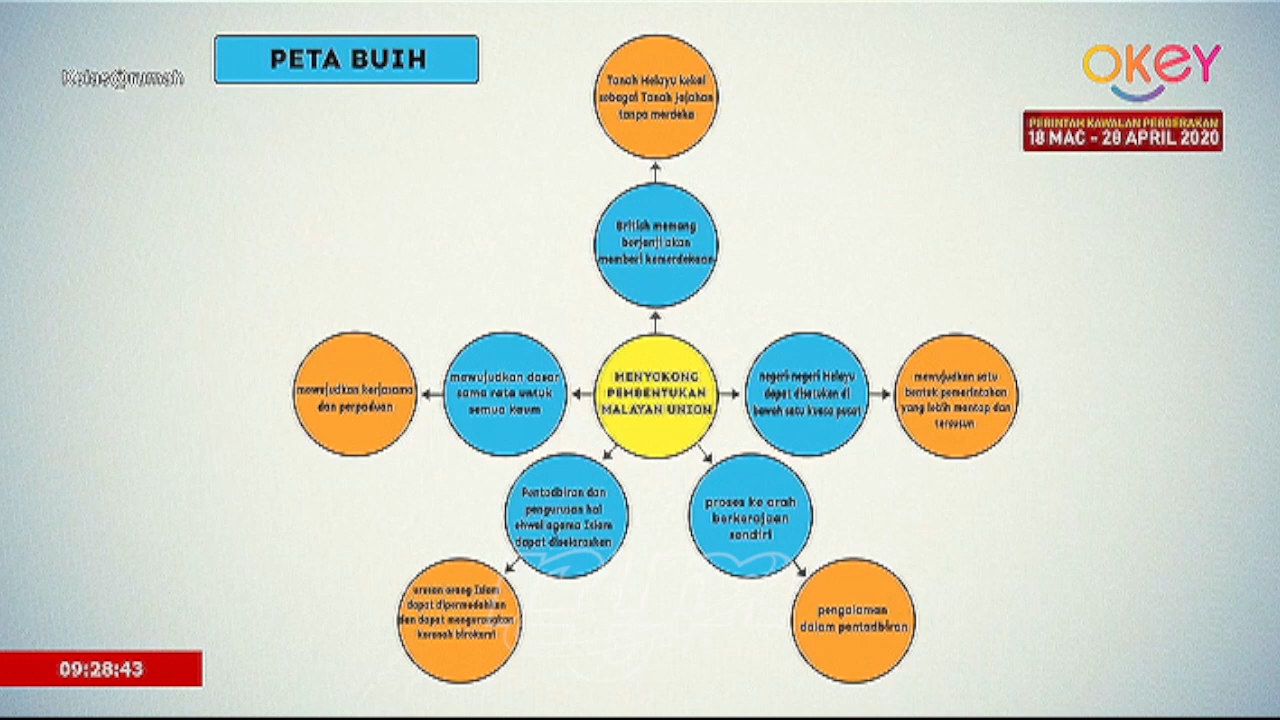 PETA BUIH
Kelas@rumah
OKEY
PERINTAH KAWALAN PERGERAKAN
18 MAC - 28 APRIL 2020
Tanah Melayu kekal
sebagai Tanah jajahan
tanpa merdeka
British memang
berjanji akan
memberi kemerdekaan
mewujudkan kerjasama
dan perpaduan
mewujudkan dasar
sama rata untuk
semua kaum
MENYOKONG
PEMBENTUKAN
MALAYAN UNION
negeri-negeri Melayu
dapat disatukan di
bawah satu kuasa pusat
mewujudkan satu
bentuk pemerintahan
yang lebih mantap dan
tersusun
Pentadbiran dan
pengurusan hal
ehwal agama Islam
dapat diselaraskan
proses ke arah
berkerajaan
sendiri
urusan orang Islam
dapat dipermudahkan
dan dapat mengurangkan
karenah birokrasi
pengalaman
dalam pentadbiran
09:28:43